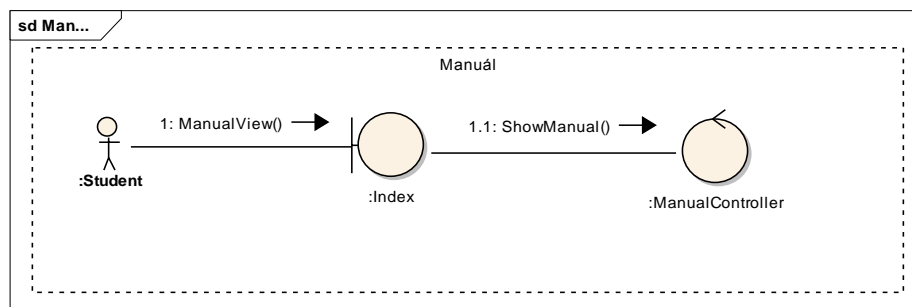 sd Man...
Manuál
1: ManualView()
1.1: ShowManual()
:Student
:Index
:ManualController